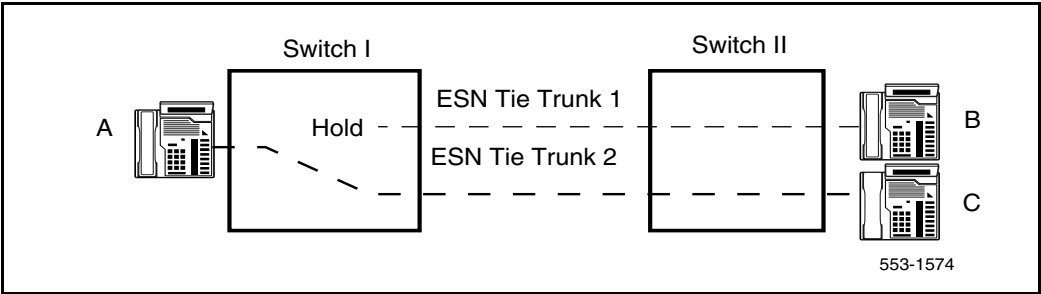 Switch I
Switch II
ESN Tie Trunk 1
A
Hold
B
ESN Tie Trunk 2
C
553-1574